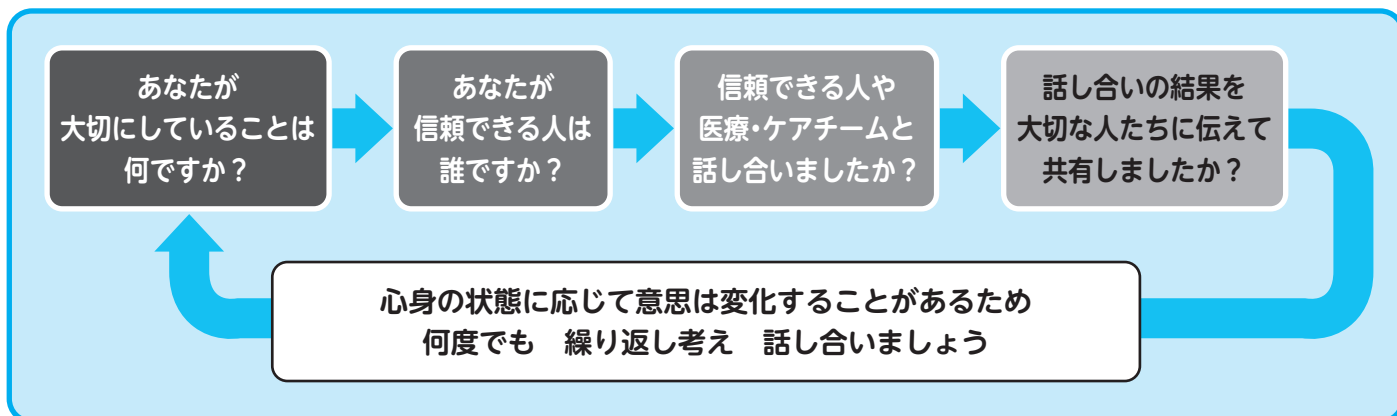 あなたが
大切にしていることは
何ですか？
あなたが
信頼できる人は
誰ですか？
信頼できる人や
医療・ケアチームと
話し合いましたか？
話し合いの結果を
大切な人たちに伝えて
共有しましたか？
心身の状態に応じて意思は変化することがあるため
何度でも　繰り返し考え　話し合いましょう